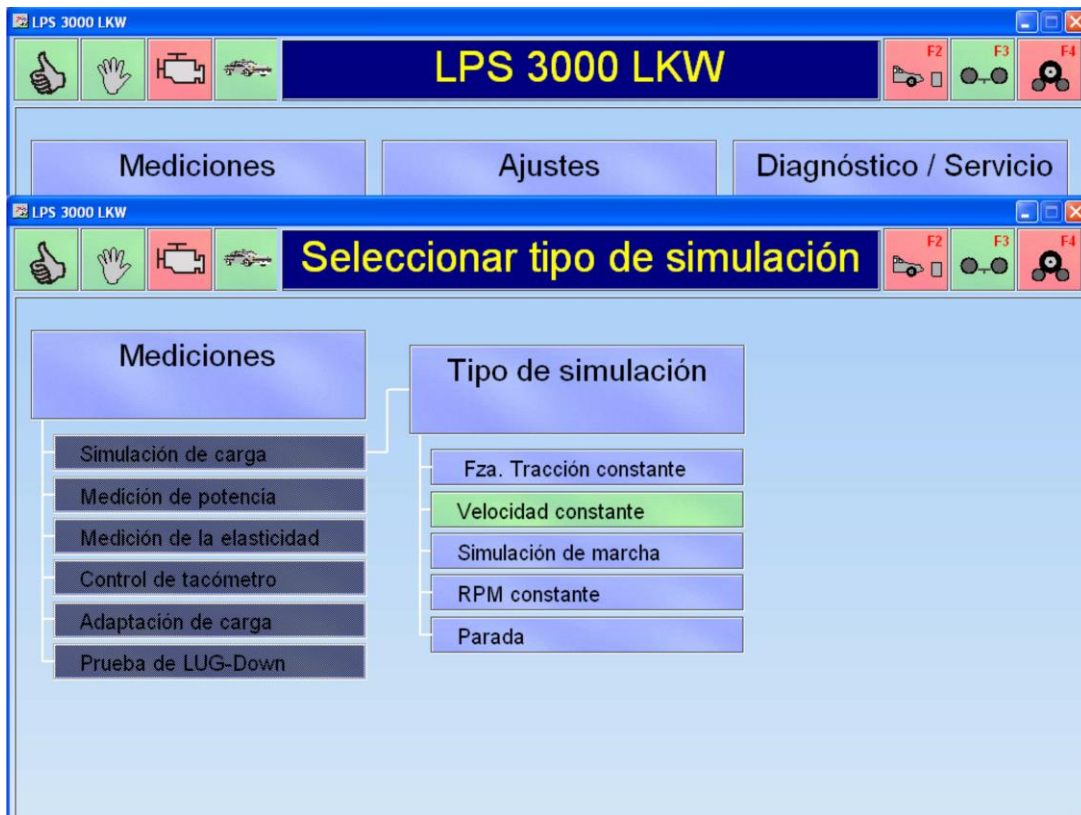 LPS 3000 LKW
LPS 3000 LKW
F2
F3
F4
Mediciones
Ajustes
Diagnóstico / Servicio
LPS 3000 LKW
Seleccionar tipo de simulación
F2
F3
F4
Mediciones
Simulación de carga
Medición de potencia
Medición de la elasticidad
Control de tacómetro
Adaptación de carga
Prueba de LUG-Down
Tipo de simulación
Fza. Tracción constante
Velocidad constante
Simulación de marcha
RPM constante
Parada